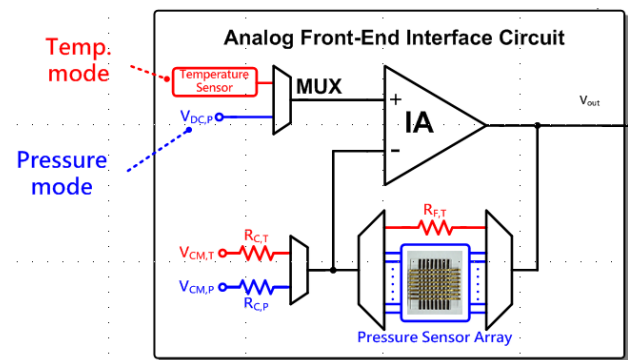 Analog Front-End Interface Circuit
Temp.
mode
Temperature
Sensor
MUX
V_DC,P
+
IA
−
V_out
Pressure
mode
R_F,T
R_C,T
V_CM,T
V_CM,P
R_C,P
Pressure Sensor Array